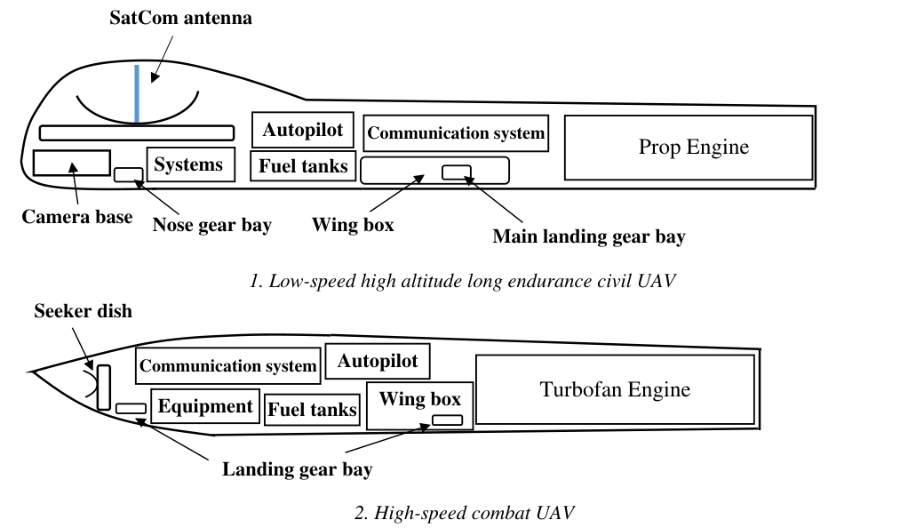 SatCom antenna
Autopilot
Communication system
Prop Engine
Systems
Fuel tanks
Camera base
Nose gear bay
Wing box
Main landing gear bay
1. Low-speed high altitude long endurance civil UAV
Seeker dish
Communication system
Autopilot
Equipment
Fuel tanks
Wing box
Turbofan Engine
Landing gear bay
2. High-speed combat UAV